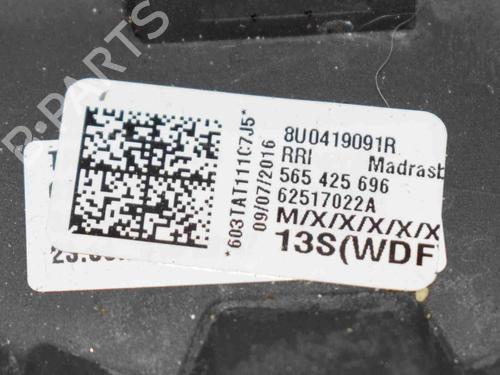 B-PARTS
*603TAT111C7J5*
09/07/2016
8U0419091R
RRI Madrasb
565 425 696
62517022A
M/X/X/X/X/X
13S(WDF